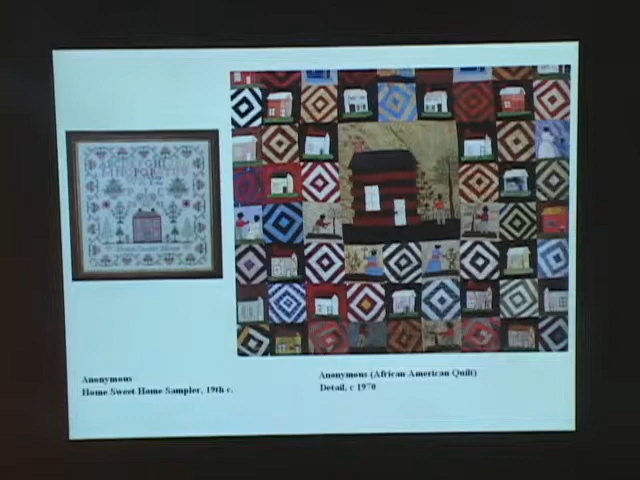 Anonymous
Home Sweet Home Sampler, 19th c.
Anonymous (African American Quilt)
Detail, c 1970